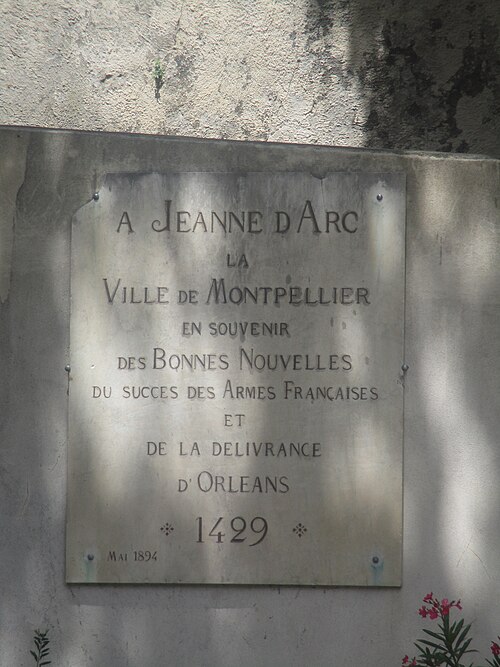 A JEANNE D'ARC
LA
VILLE DE MONTPELLIER
EN SOUVENIR
DES BONNES NOUVELLES
DU SUCCES DES ARMES FRANÇAISES
ET
DE LA DELIVRANCE
D'ORLEANS
1429
MAI 1894